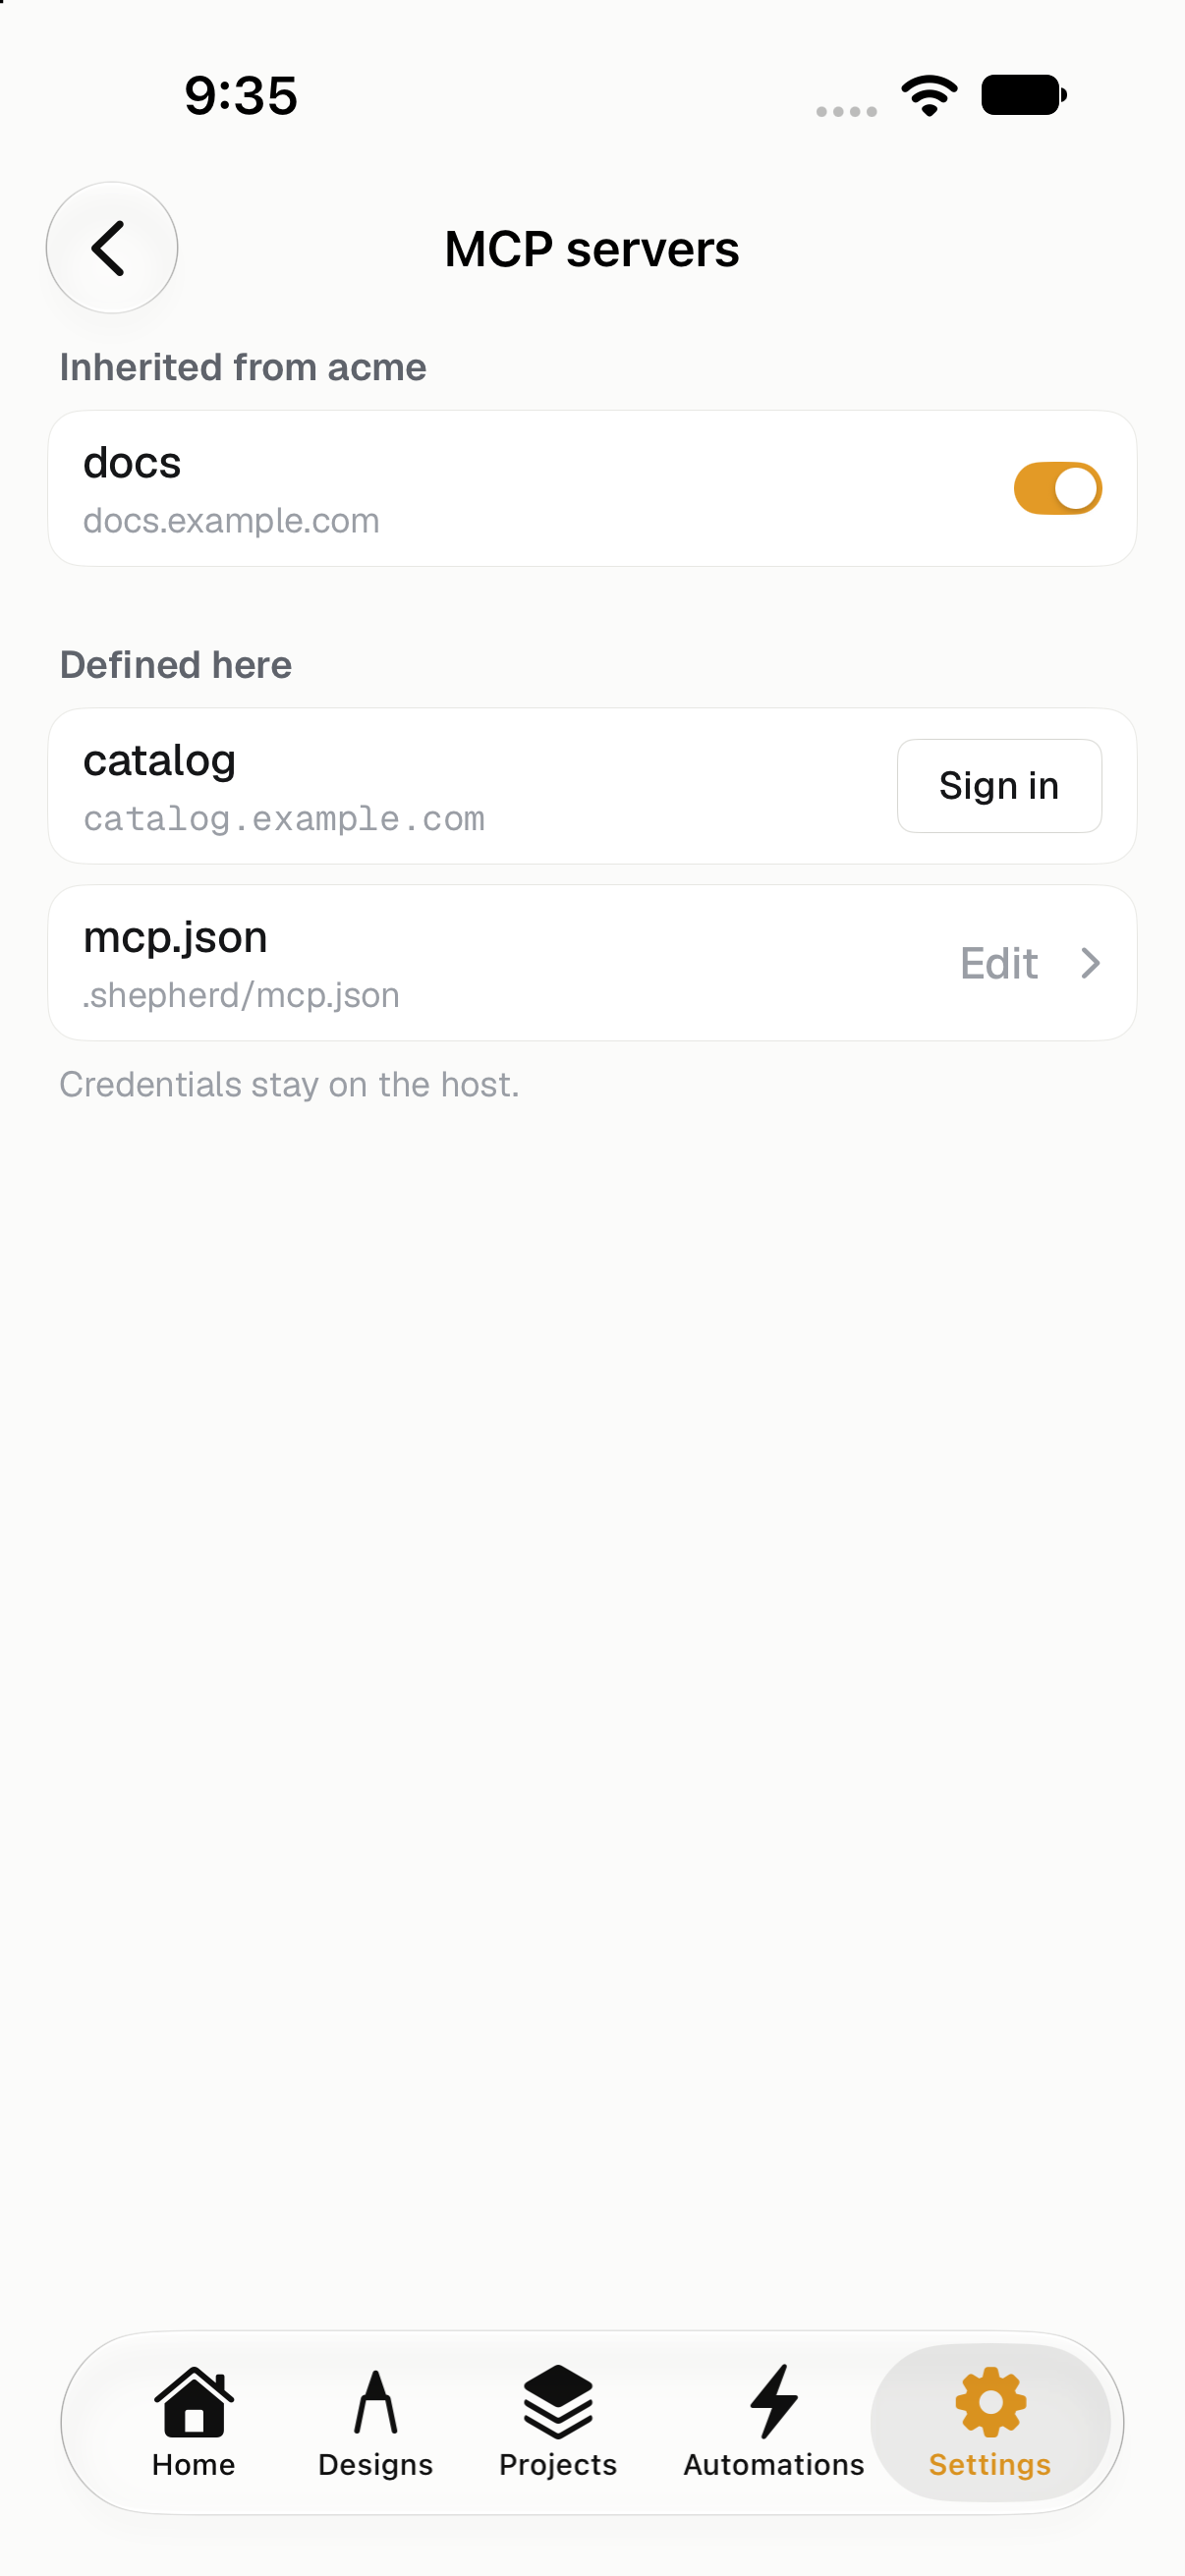 9:35
MCP servers
Inherited from acme
docs
docs.example.com
Defined here
catalog
catalog.example.com
Sign in
mcp.json
.shepherd/mcp.json
Edit
Credentials stay on the host.
Home
Designs
Projects
Automations
Settings